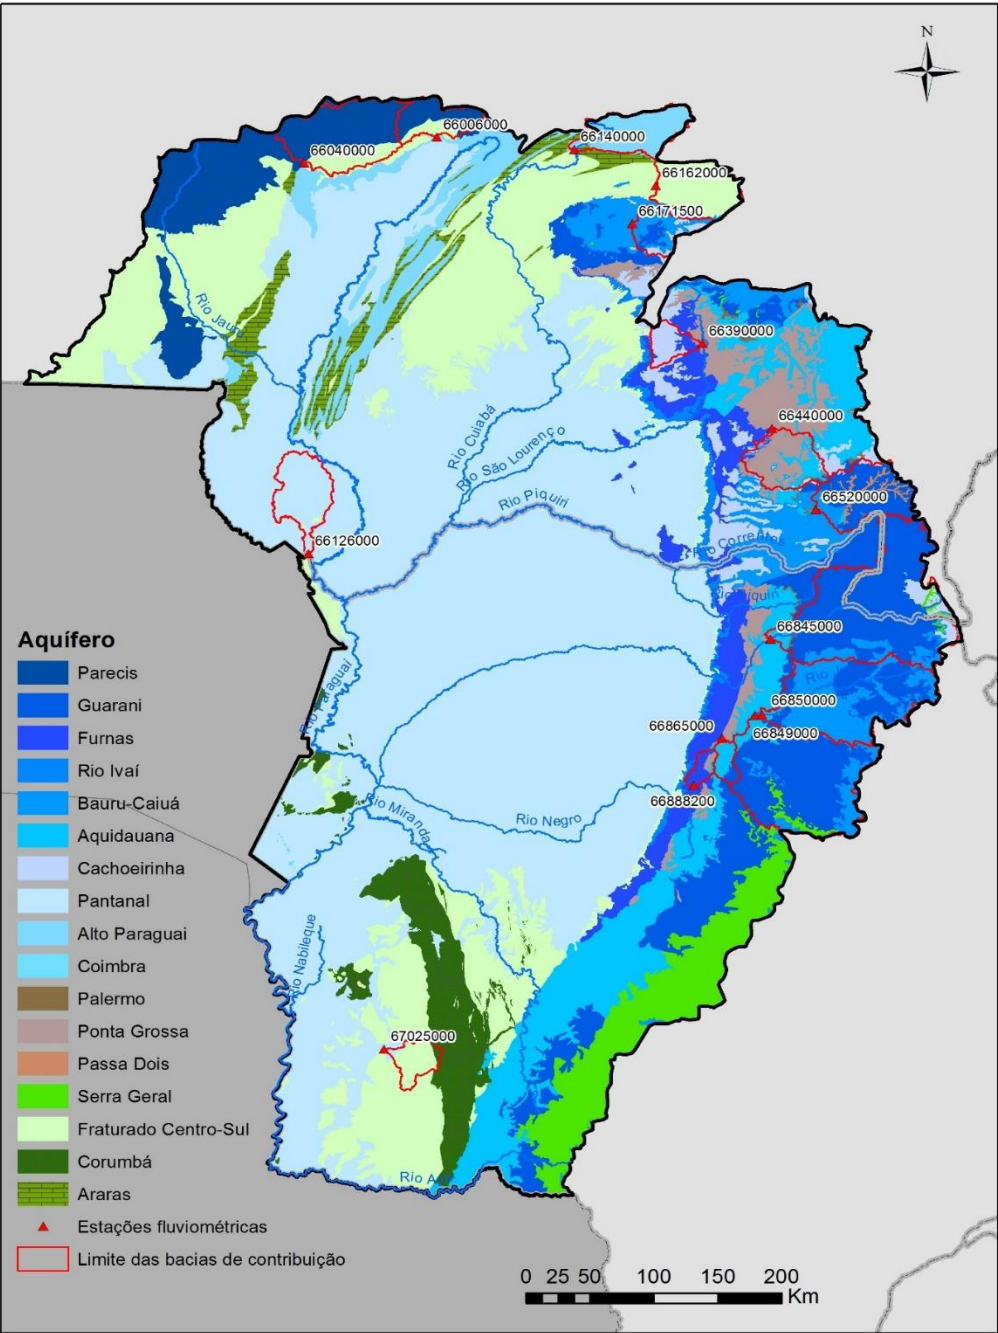 N
66006000
66040000
66140000
66162000
66171500
Rio Jauru
66390000
66440000
Rio Cuiabá
Rio São Lourenço
66520000
Rio Piquiri
66126000
Rio Correntes
Aquífero
Parecis
Guarani
Furnas
Rio Ivaí
Bauru-Caiuá
Aquidauana
Cachoeirinha
Pantanal
Alto Paraguai
Coimbra
Palermo
Ponta Grossa
Passa Dois
Serra Geral
Fraturado Centro-Sul
Corumbá
Araras
Estações fluviométricas
Limite das bacias de contribuição
66845000
Rio
Rio Paraguai
66850000
66865000
66849000
66888200
Rio Miranda
Rio Negro
Rio Nabileque
67025000
Rio A
0 25 50 100 150 200
Km